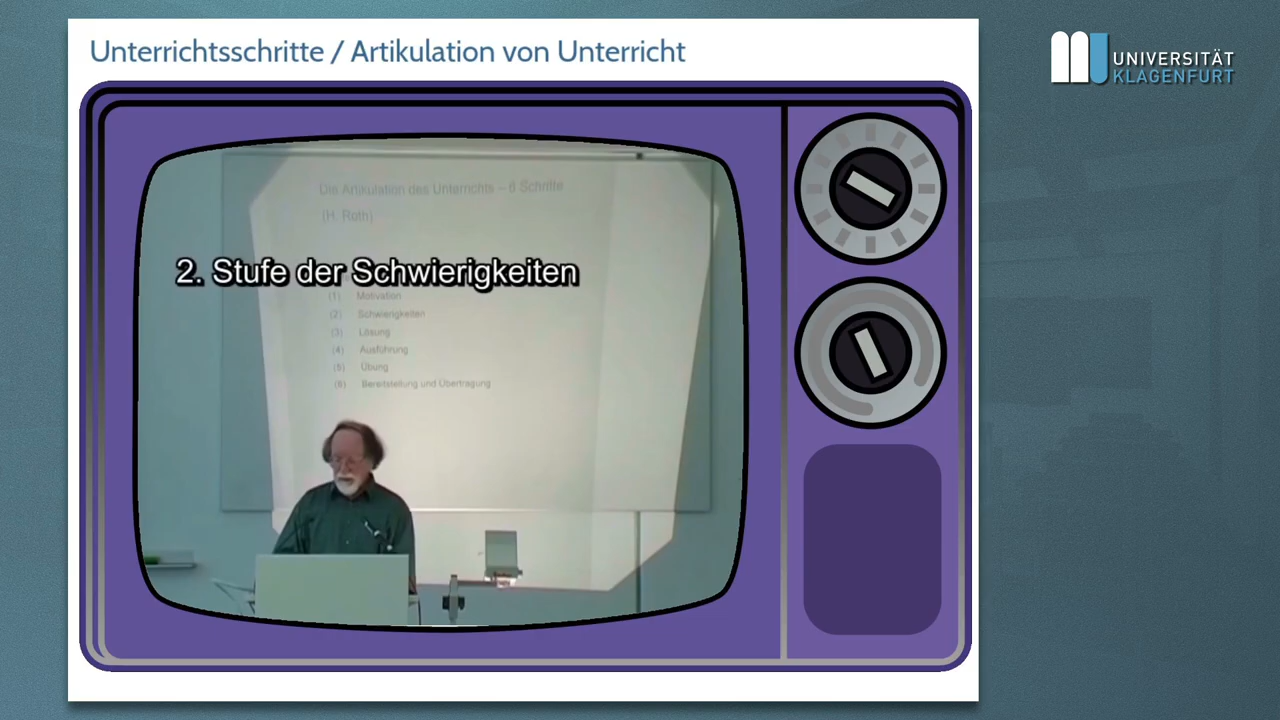 Unterrichtsschritte / Artikulation von Unterricht
UNIVERSITÄT
KLAGENFURT
Die Artikulation des Unterrichts – 6 Schritte
(H. Roth)
2. Stufe der Schwierigkeiten
(1) Motivation
(2) Schwierigkeiten
(3) Lösung
(4) Ausführung
(5) Übung
(6) Bereitstellung und Übertragung